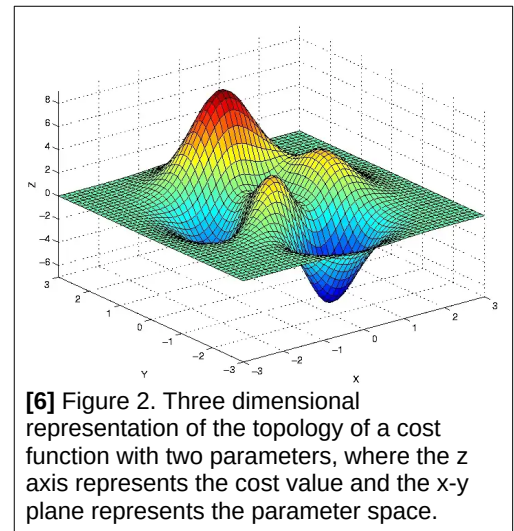 8
6
4
2
0
−2
−4
−6
Z
3
2
1
0
−1
−2
−3
Y
−3
−2
−1
0
1
2
3
X
[6] Figure 2. Three dimensional
representation of the topology of a cost
function with two parameters, where the z
axis represents the cost value and the x-y
plane represents the parameter space.